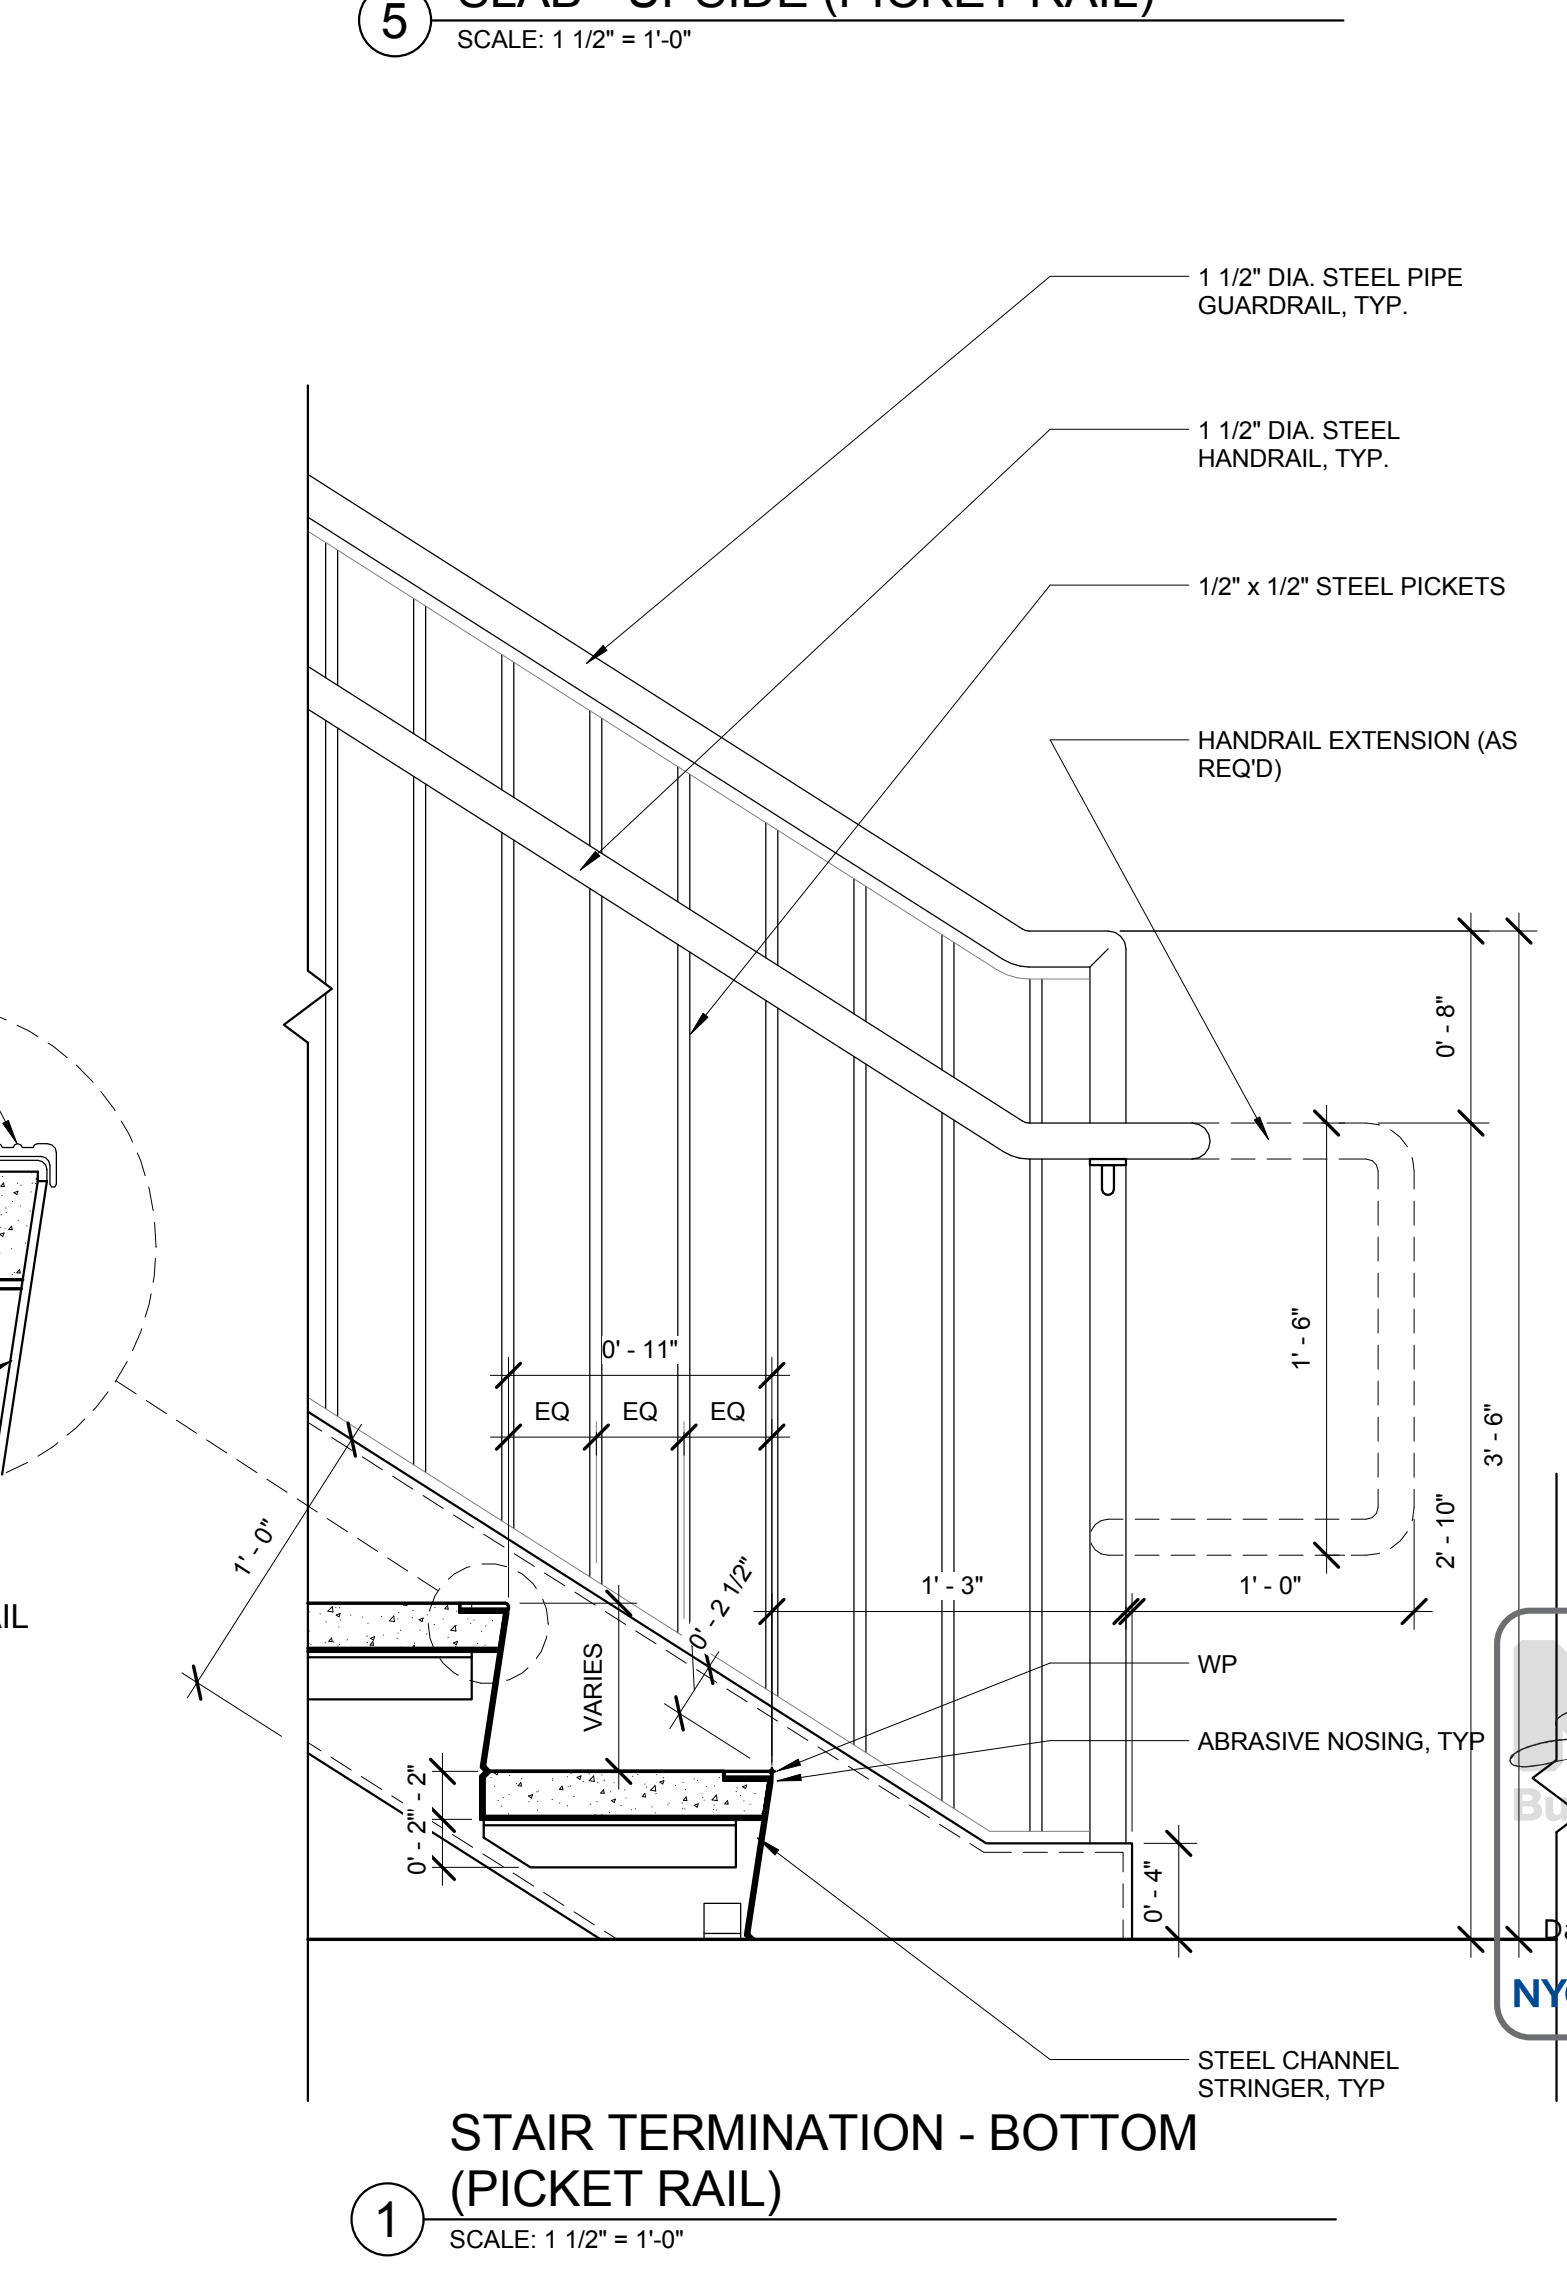 5
SCALE: 1 1/2" = 1'-0"
1 1/2" DIA. STEEL PIPE
GUARDRAIL, TYP.
1 1/2" DIA. STEEL
HANDRAIL, TYP.
1/2" x 1/2" STEEL PICKETS
HANDRAIL EXTENSION (AS
REQ'D)
0' - 8"
1' - 6"
0' - 11"
EQ EQ EQ
3' - 6"
2' - 10"
1' - 0"
0' - 2 1/2"
1' - 3"
1' - 0"
VARIES
WP
ABRASIVE NOSING, TYP
0' - 2"
0' - 2"
0' - 4"
STEEL CHANNEL
STRINGER, TYP
STAIR TERMINATION - BOTTOM
(PICKET RAIL)
1
SCALE: 1 1/2" = 1'-0"